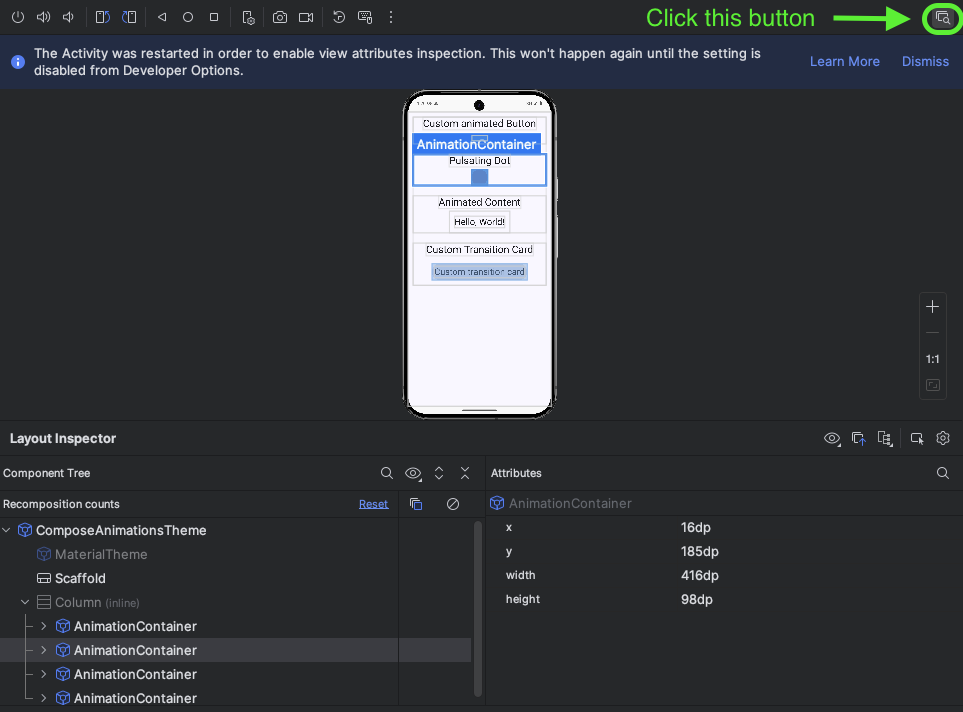 Click this button
The Activity was restarted in order to enable view attributes inspection. This won't happen again until the setting is
disabled from Developer Options.
Learn More
Dismiss
Custom animated Button
AnimationContainer
Pulsating Dot
Animated Content
Hello, World!
Custom Transition Card
Custom transition card
1:1
Layout Inspector
Component Tree
Attributes
Recomposition counts
Reset
AnimationContainer
ComposeAnimationsTheme
x 16dp
MaterialTheme
y 185dp
Scaffold
width 416dp
Column (inline)
height 98dp
AnimationContainer
AnimationContainer
AnimationContainer
AnimationContainer